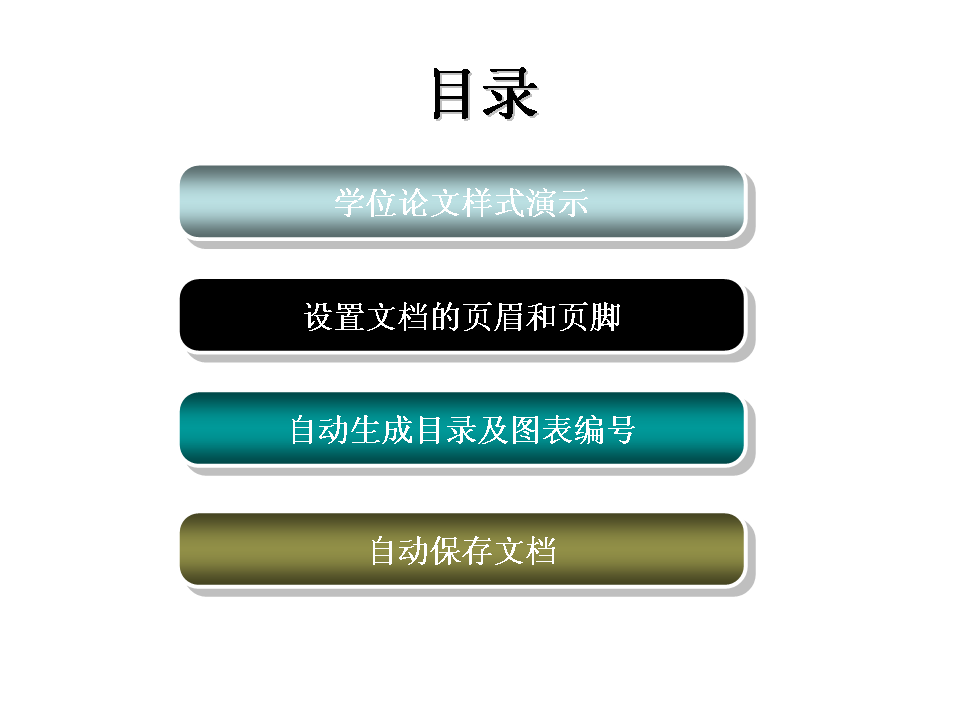 目录
学位论文样式演示
设置文档的页眉和页脚
自动生成目录及图表编号
自动保存文档